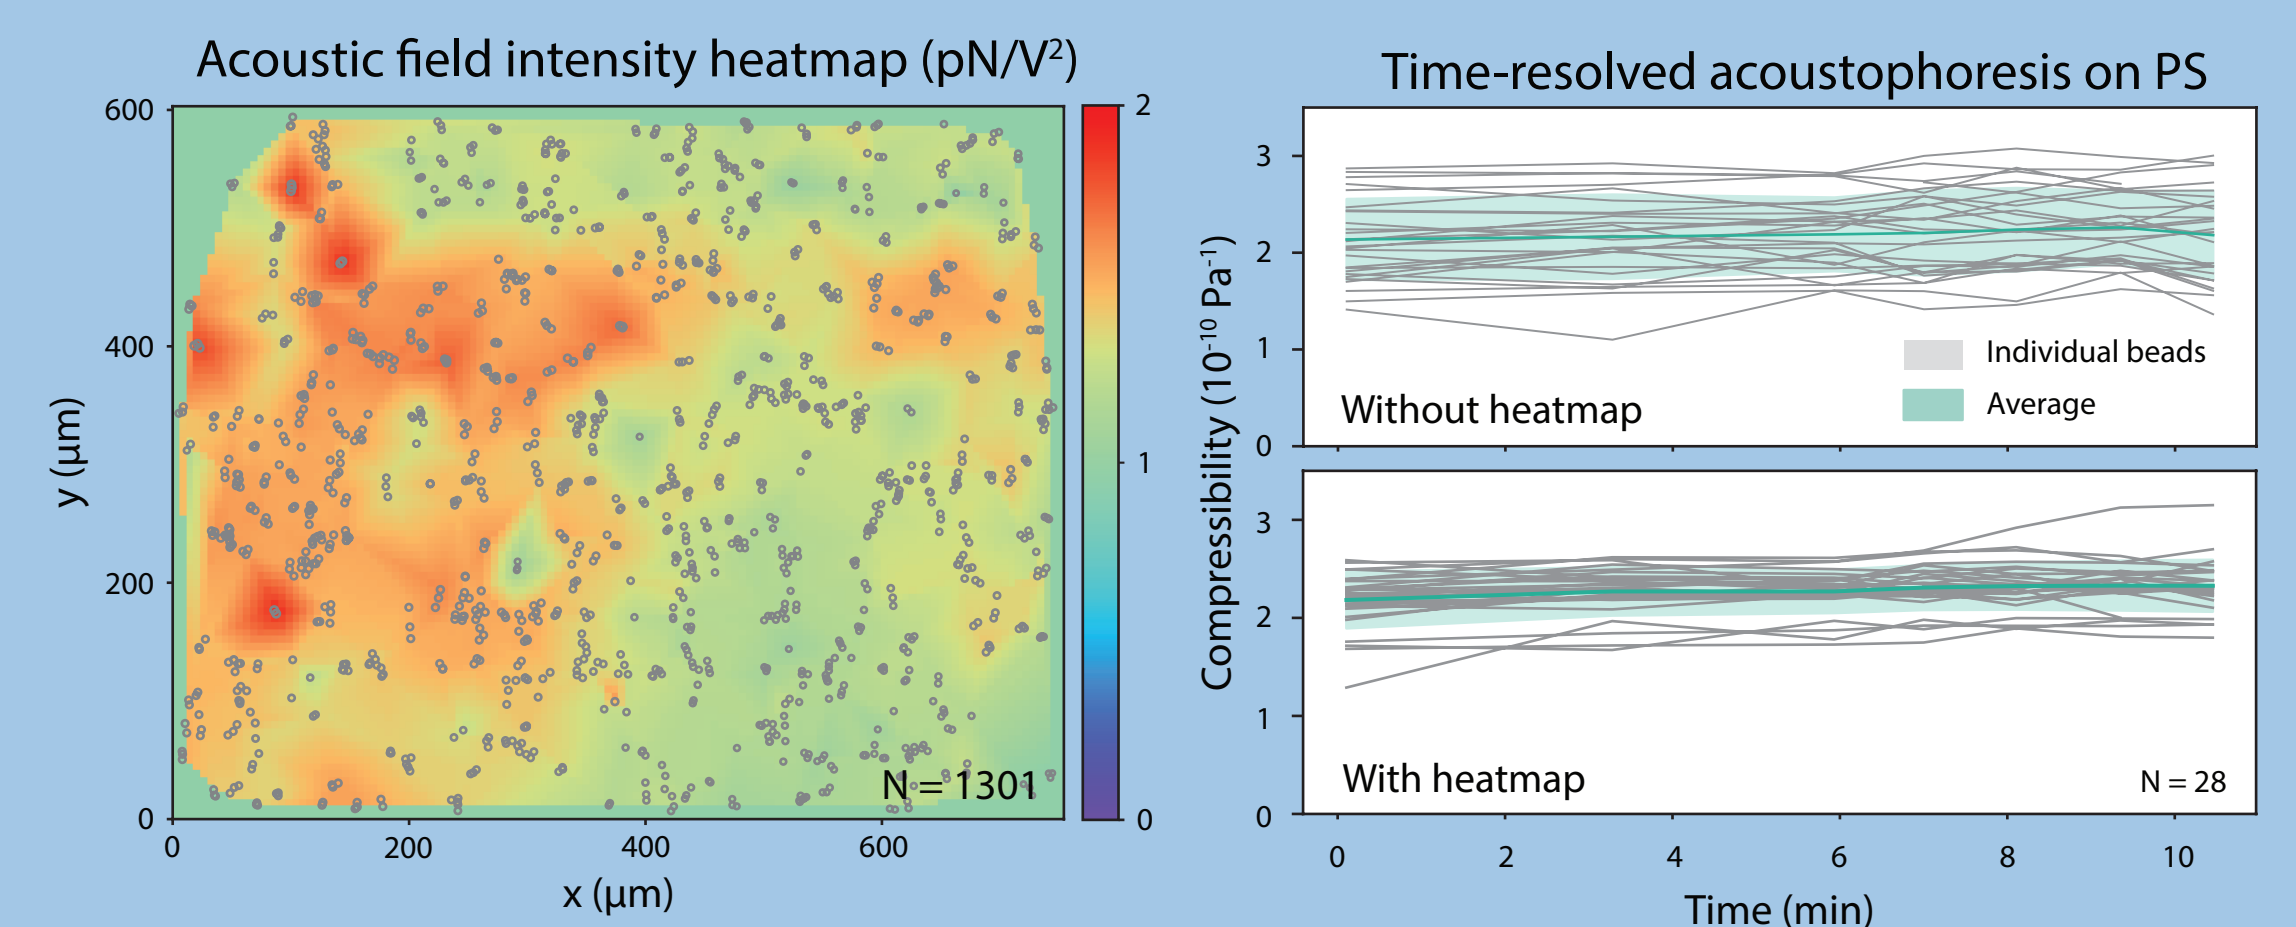 Acoustic field intensity heatmap (pN/V²)
600
400
200
0
y (µm)
0
200
400
600
x (µm)
N = 1301
2
1
0
Time-resolved acoustophoresis on PS
Compressibility (10⁻¹⁰ Pa⁻¹)
3
2
1
0
Individual beads
Average
Without heatmap
3
2
1
0
With heatmap
N = 28
0
2
4
6
8
10
Time (min)